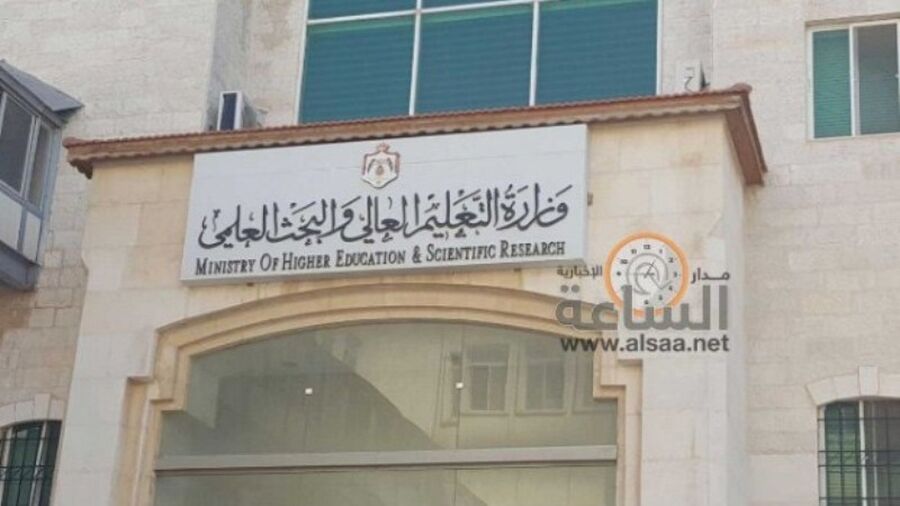 وزارة التعليم العالي والبحث العلمي
MINISTRY OF HIGHER EDUCATION & SCIENTIFIC RESEARCH
مدار الساعة الإخبارية
www.alsaa.net